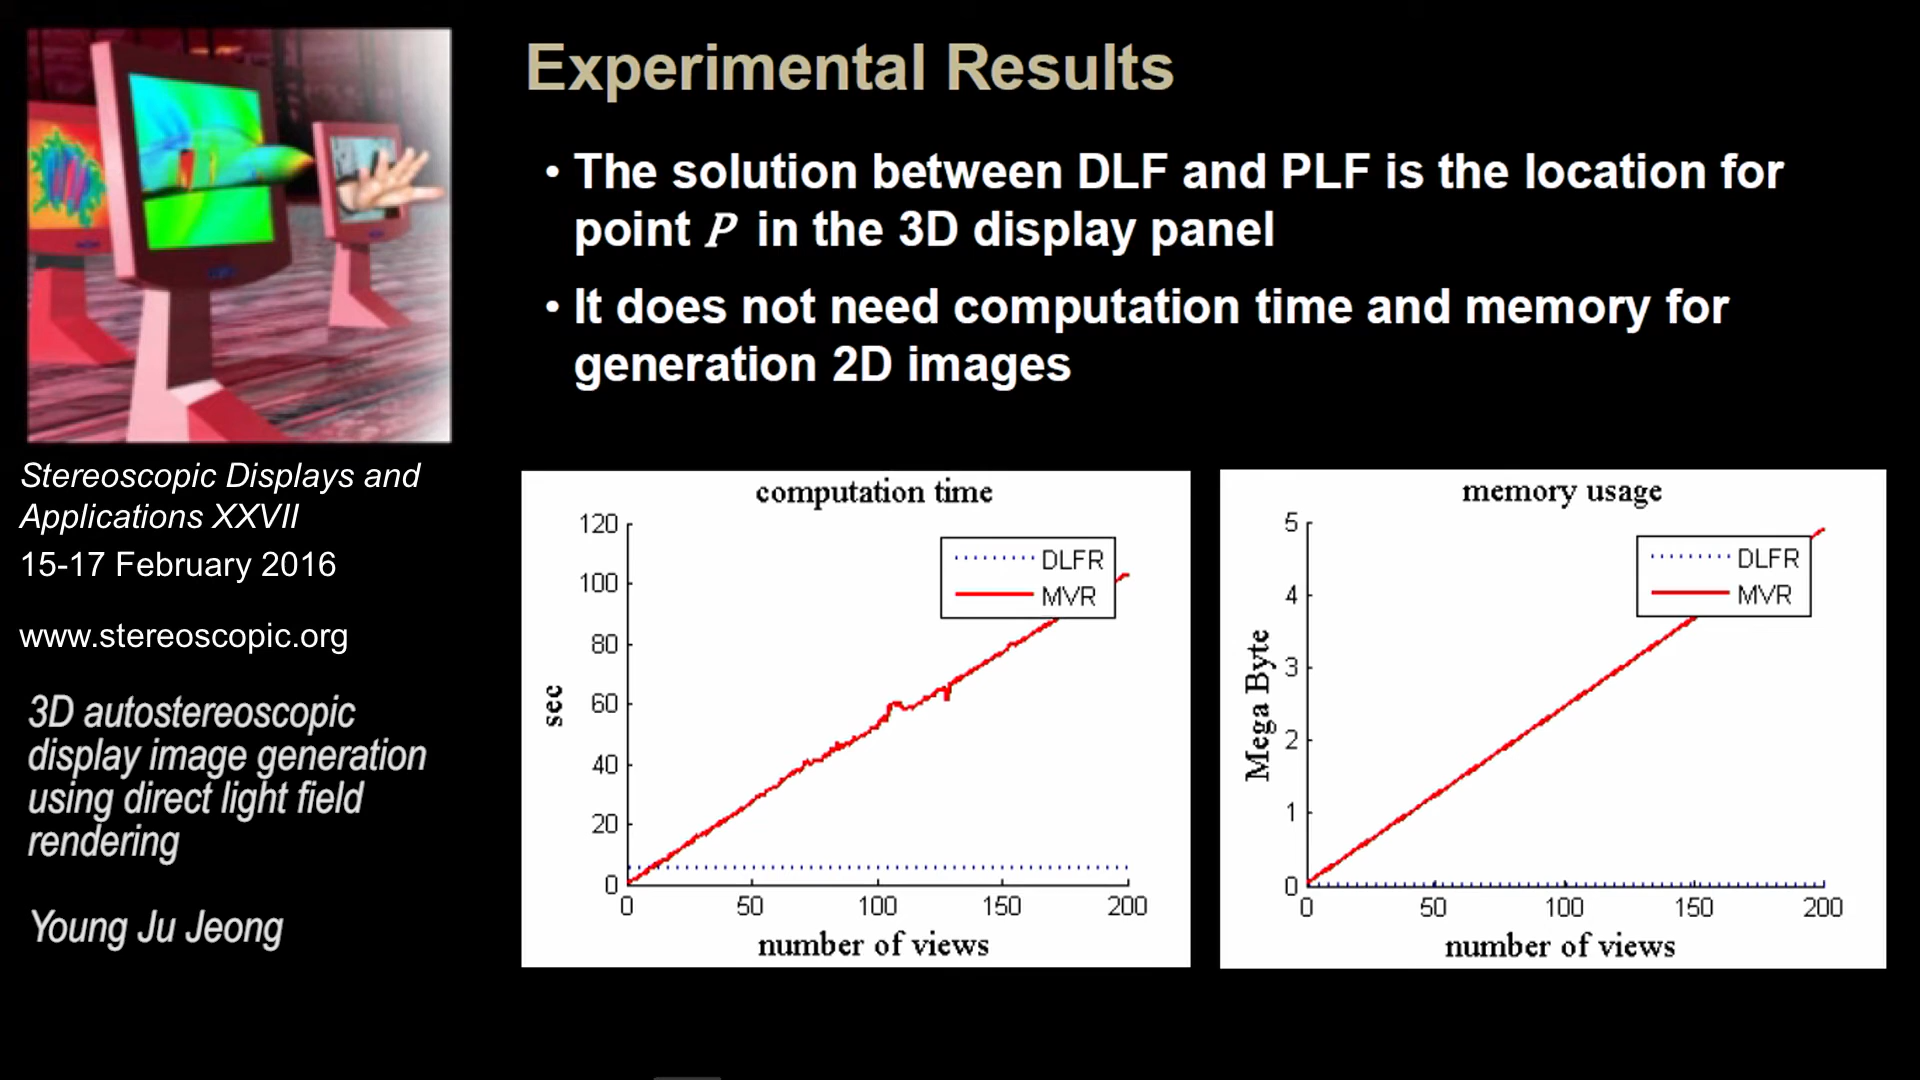 Experimental Results
• The solution between DLF and PLF is the location for
point P in the 3D display panel
• It does not need computation time and memory for
generation 2D images
Stereoscopic Displays and
Applications XXVII
15-17 February 2016
www.stereoscopic.org
3D autostereoscopic
display image generation
using direct light field
rendering
Young Ju Jeong
computation time
120
100
80
60
40
20
0
sec
DLFR
MVR
0 50 100 150 200
number of views
memory usage
5
4
3
2
1
0
Mega Byte
DLFR
MVR
0 50 100 150 200
number of views